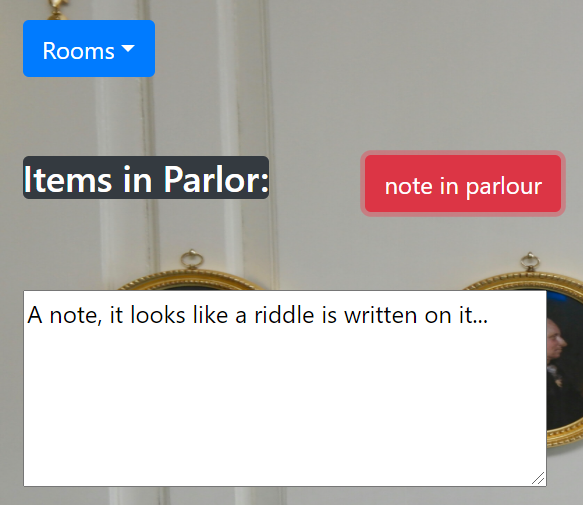 Rooms
Items in Parlor:
note in parlour
A note, it looks like a riddle is written on it...